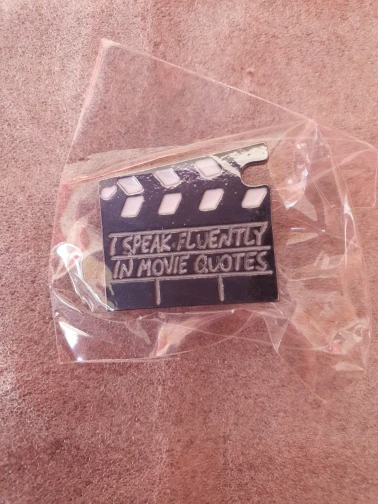 I SPEAK FLUENTLY
IN MOVIE QUOTES